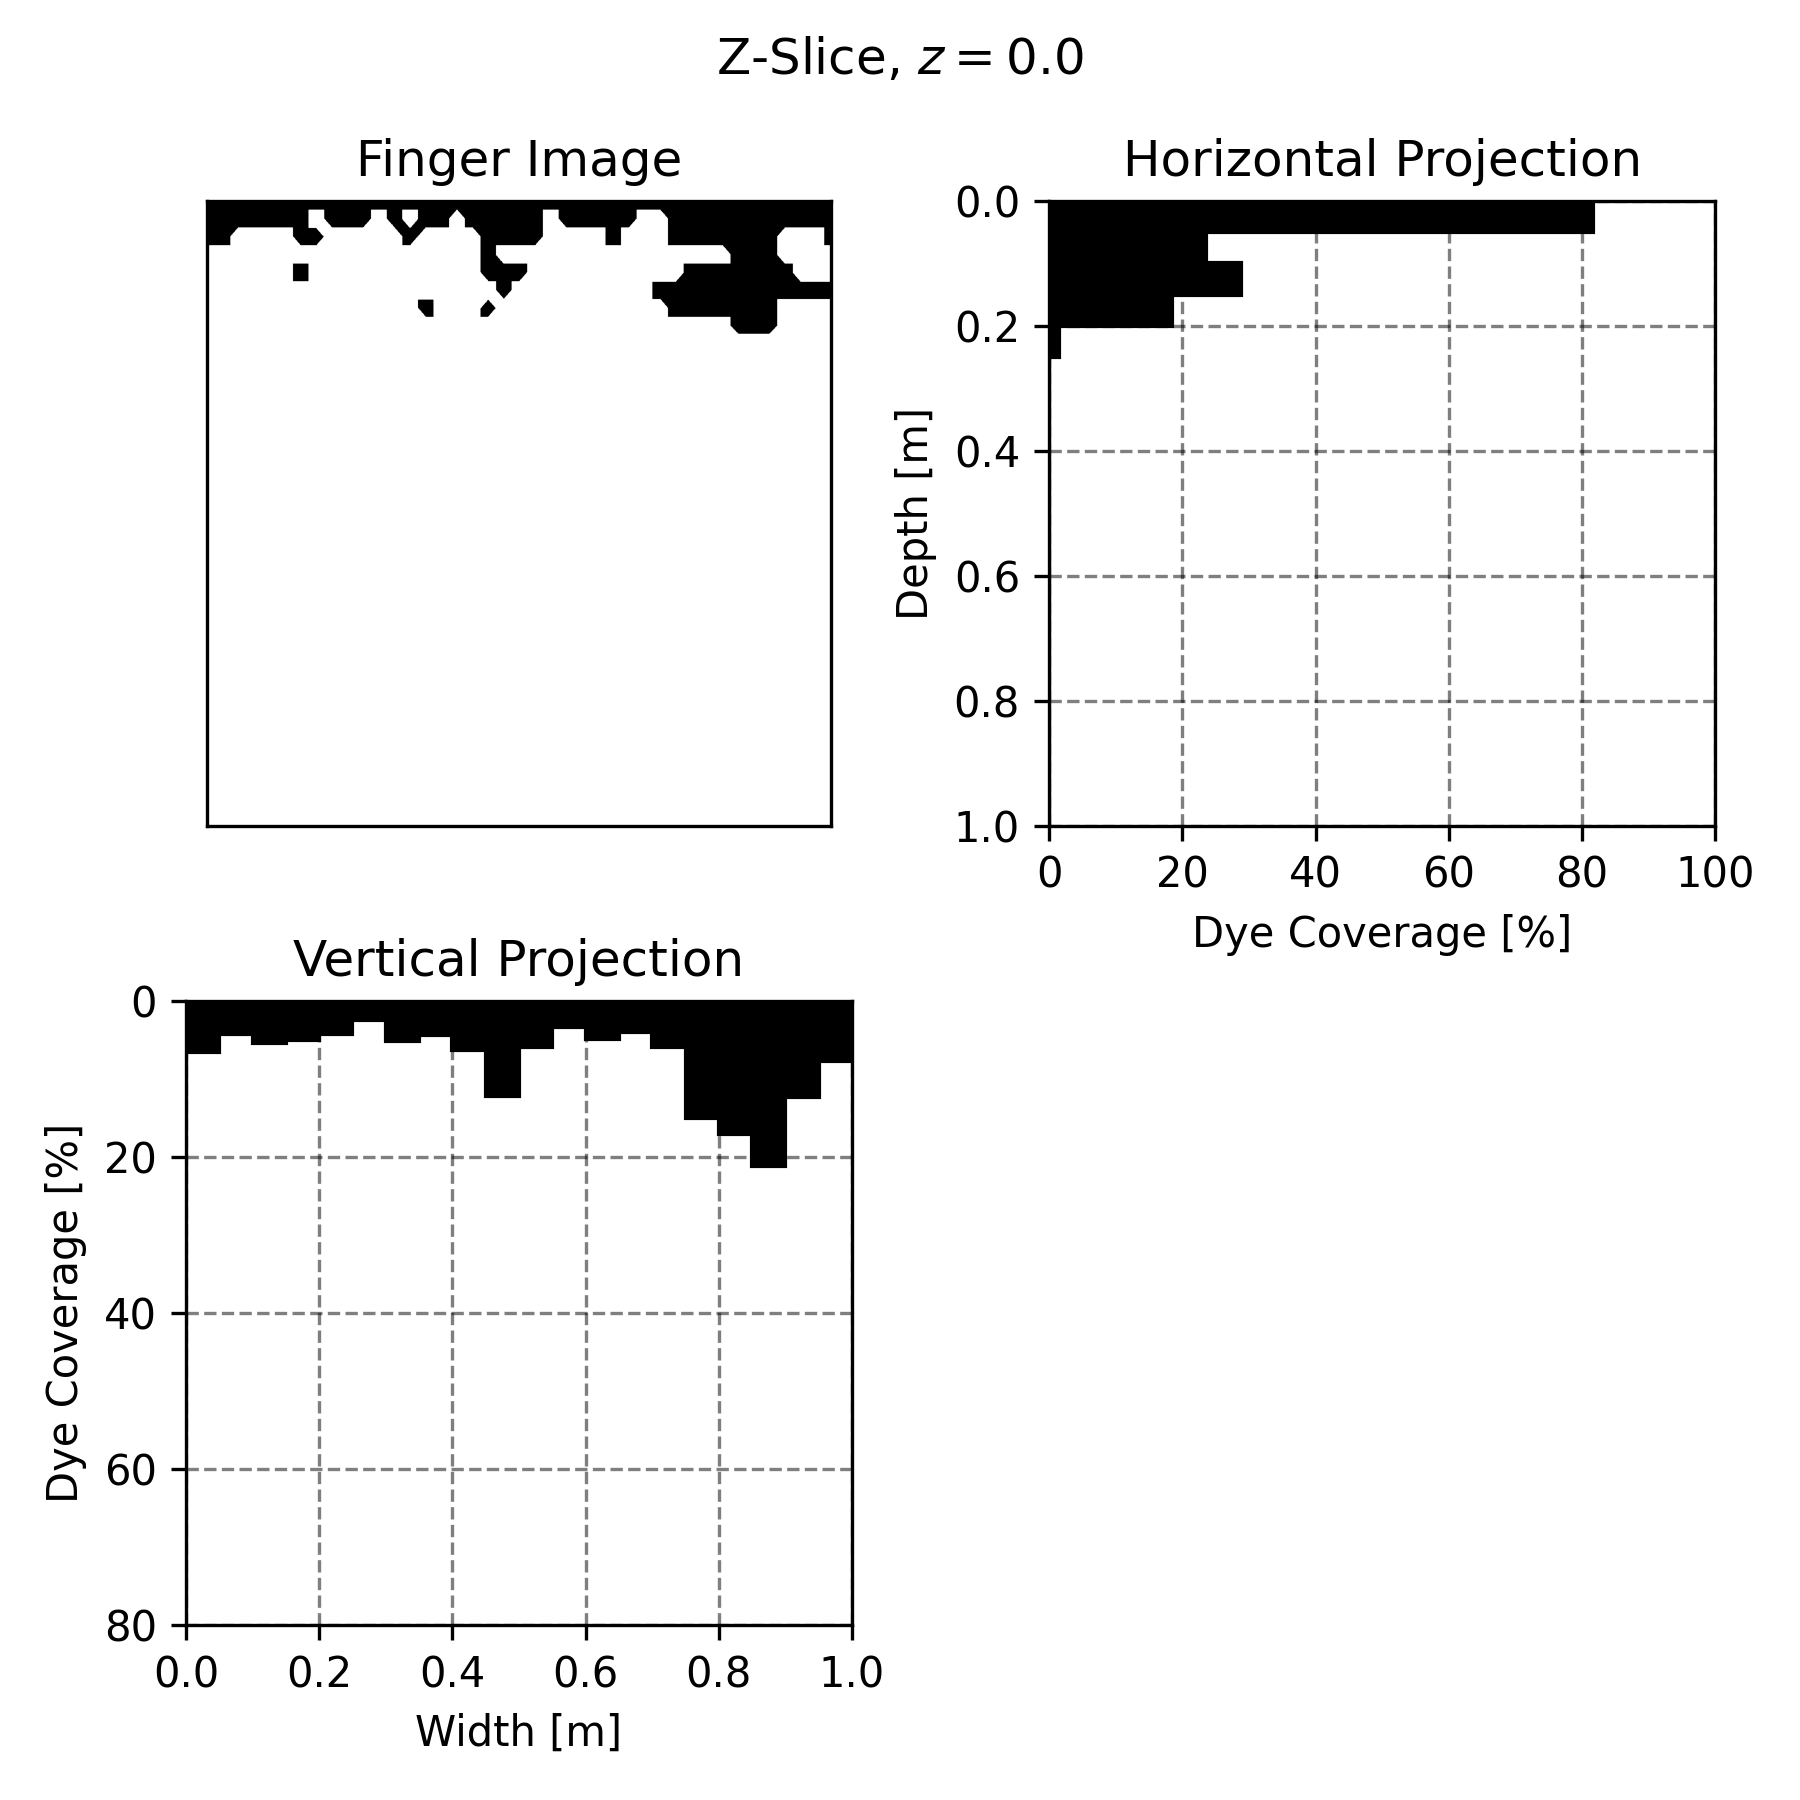 Z-Slice, z = 0.0
Finger Image
Horizontal Projection
0.0
0.2
0.4
0.6
0.8
1.0
Depth [m]
0 20 40 60 80 100
Dye Coverage [%]
Vertical Projection
0
20
40
60
80
Dye Coverage [%]
0.0 0.2 0.4 0.6 0.8 1.0
Width [m]